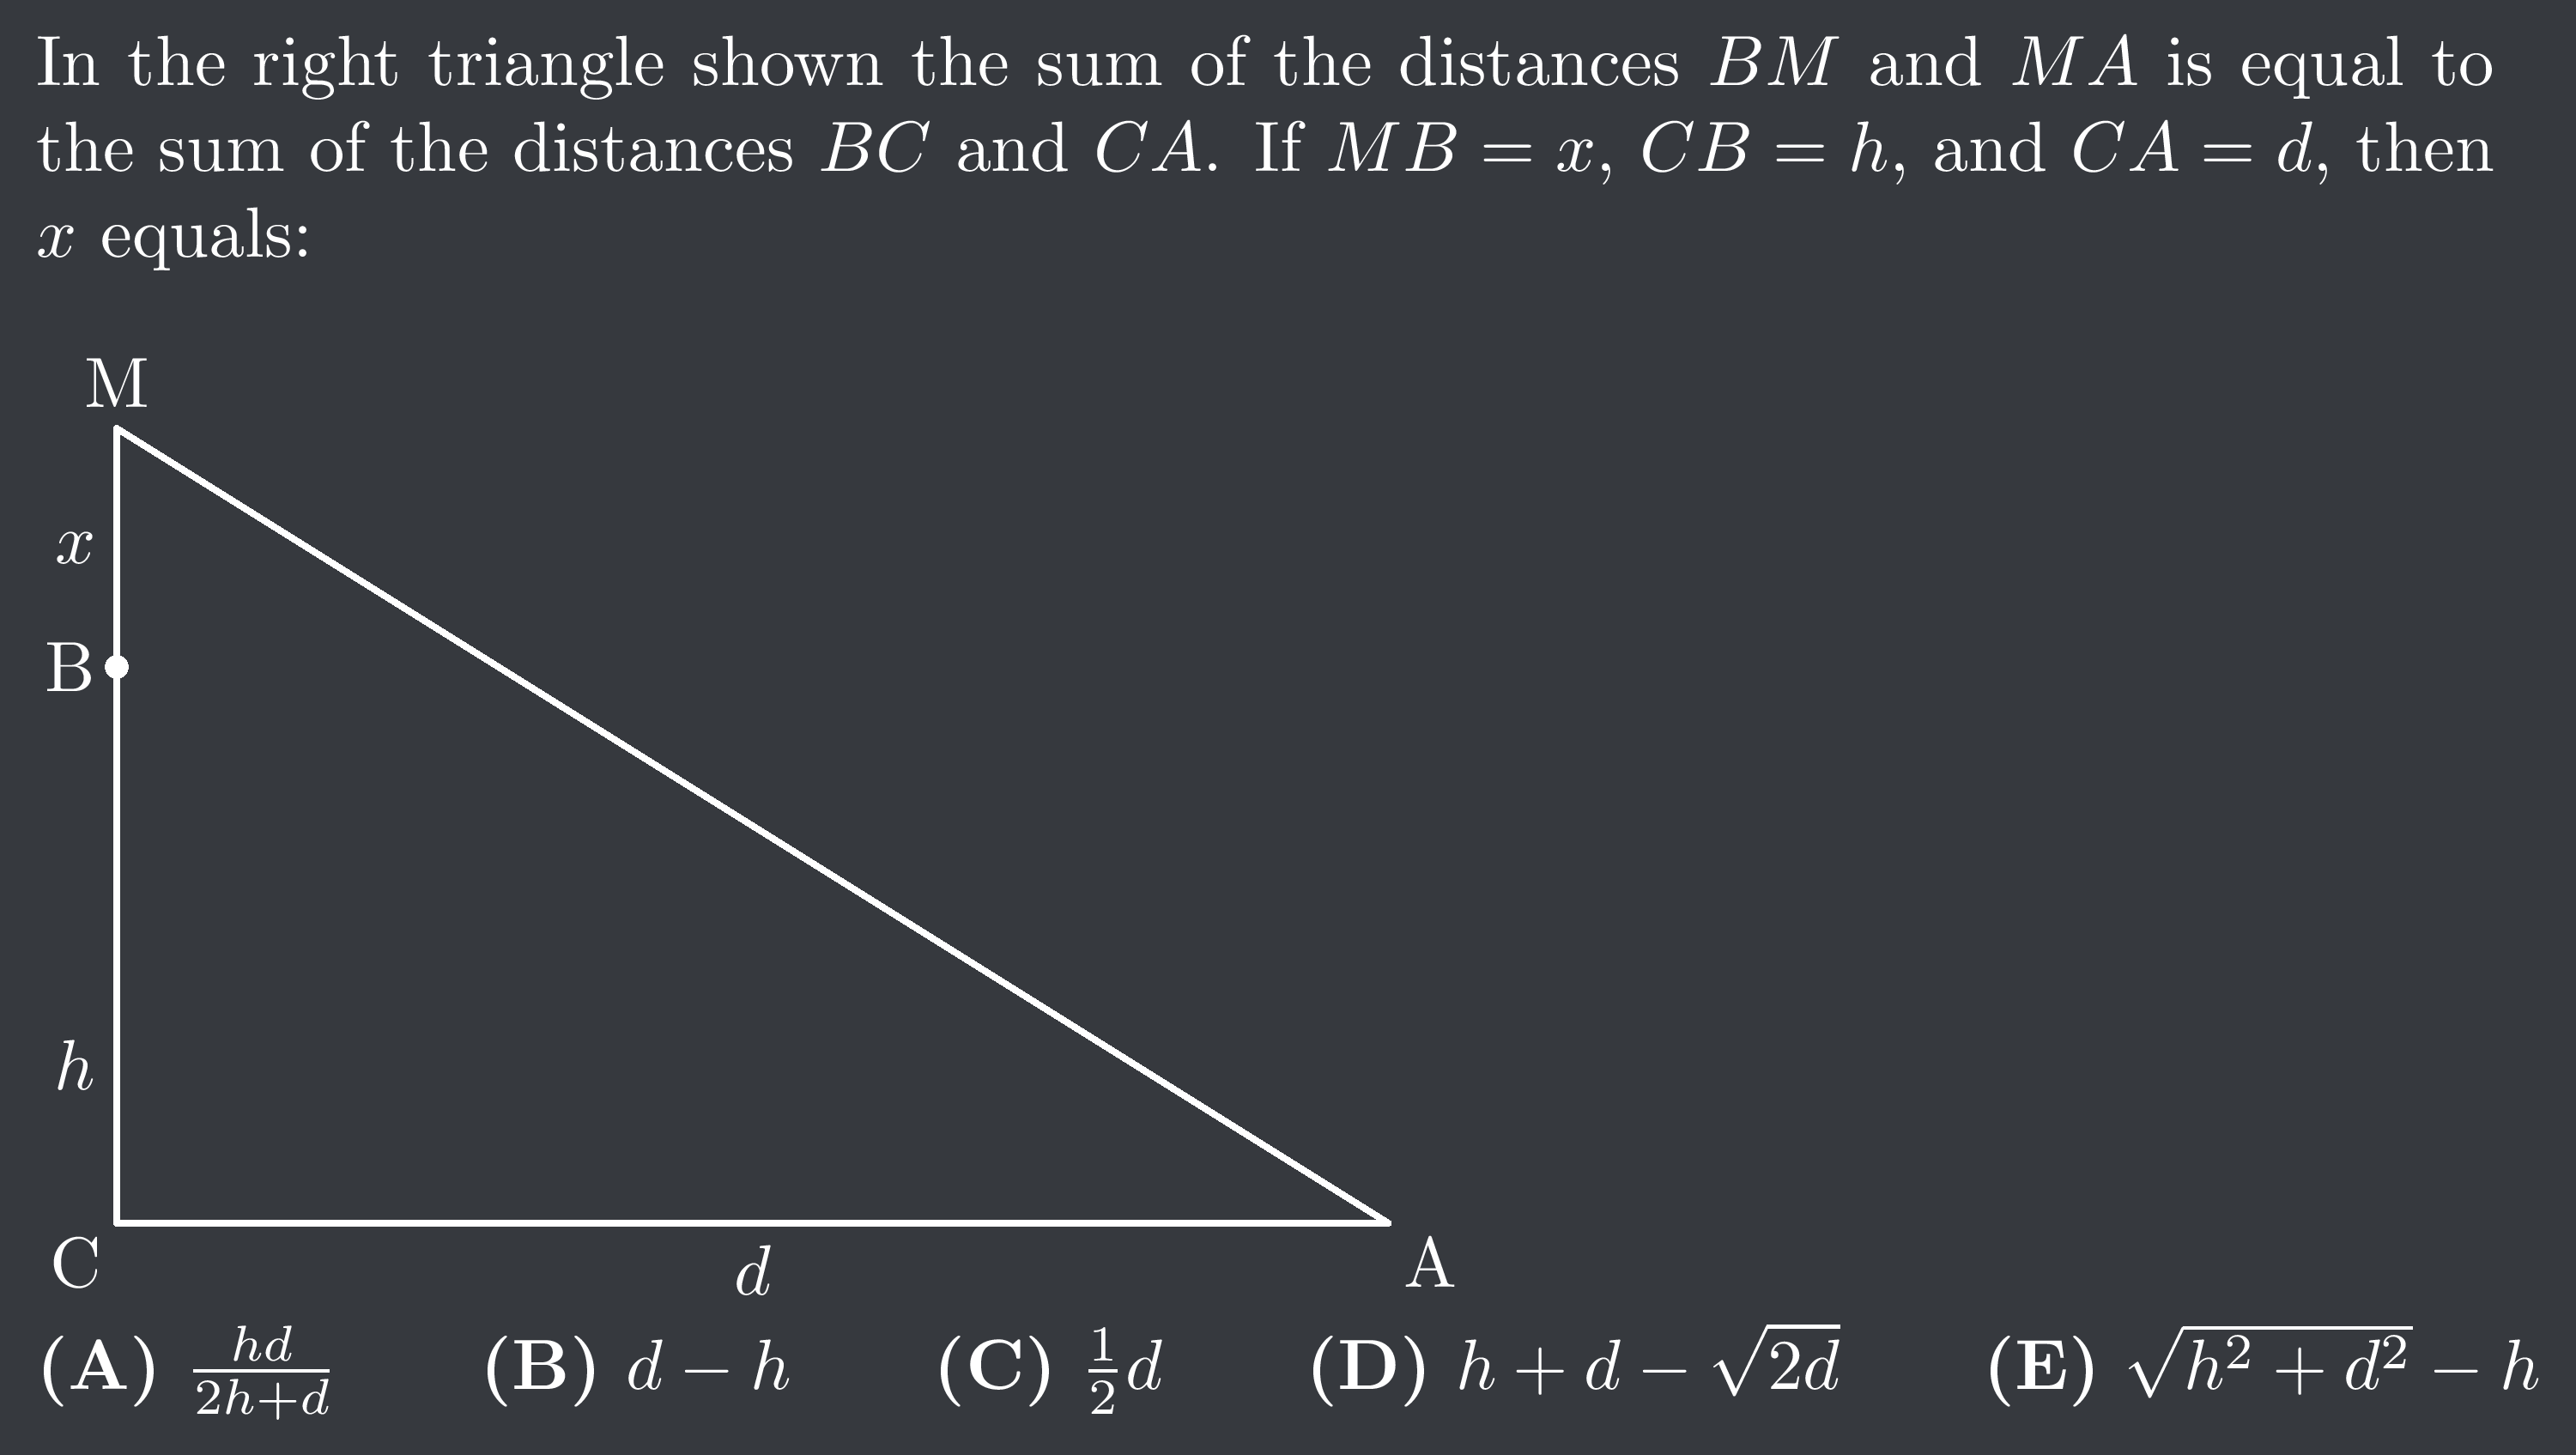 In the right triangle shown the sum of the distances $BM$ and $MA$ is equal to
the sum of the distances $BC$ and $CA$. If $MB = x$, $CB = h$, and $CA = d$, then
$x$ equals:
M
$x$
B
$h$
C
$d$
A
(A) $\frac{hd}{2h+d}$ (B) $d - h$ (C) $\frac{1}{2}d$ (D) $h + d - \sqrt{2d}$ (E) $\sqrt{h^2 + d^2} - h$